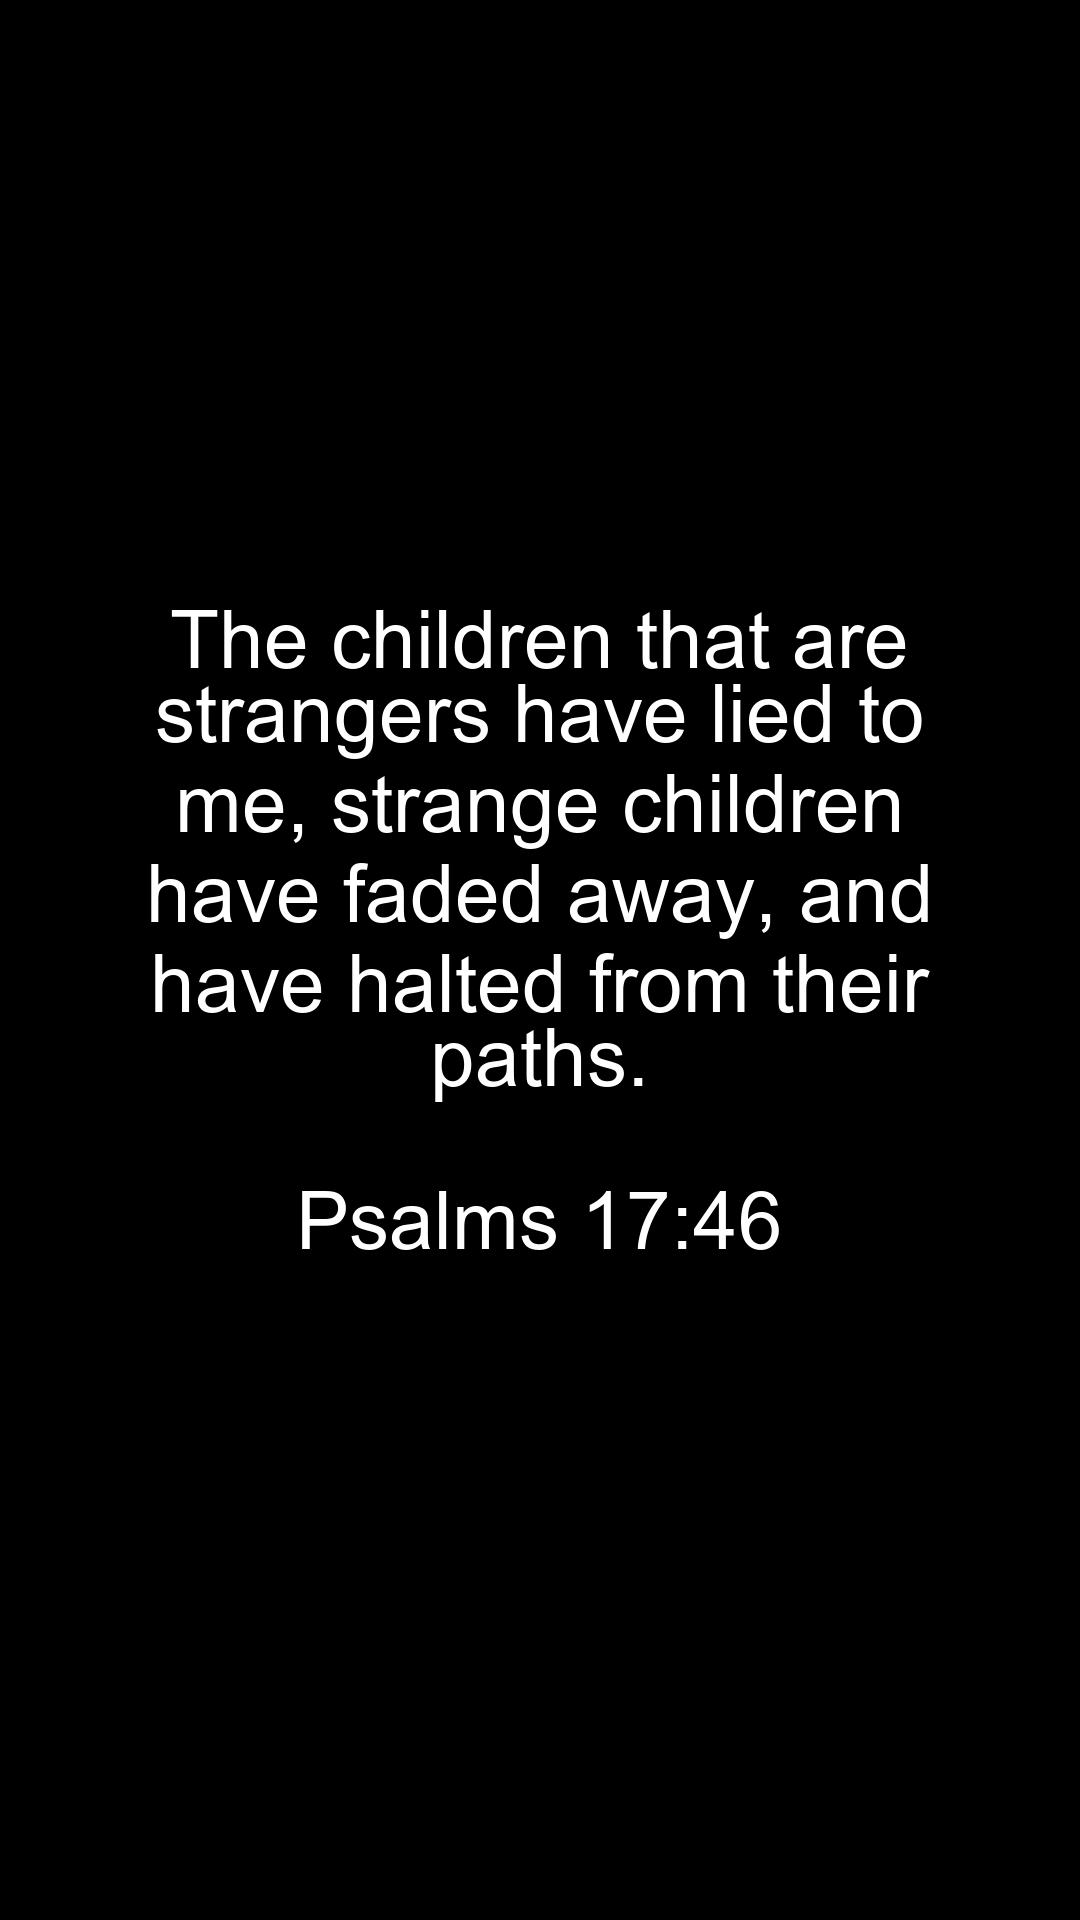 The children that are
strangers have lied to
me, strange children
have faded away, and
have halted from their
paths.
Psalms 17:46